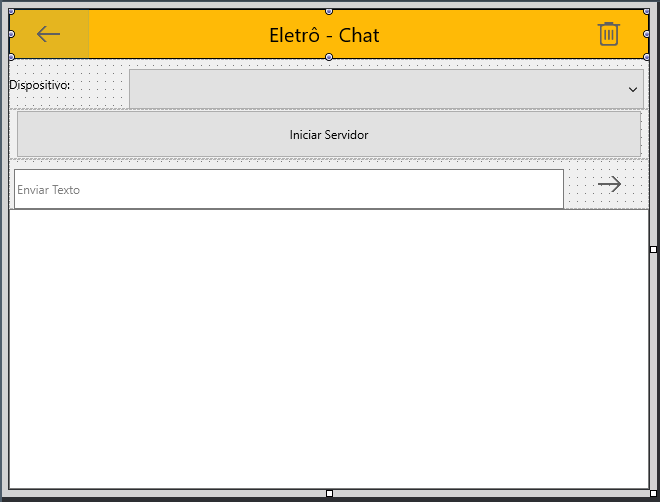 Eletrô - Chat
Dispositivo:
Iniciar Servidor
Enviar Texto